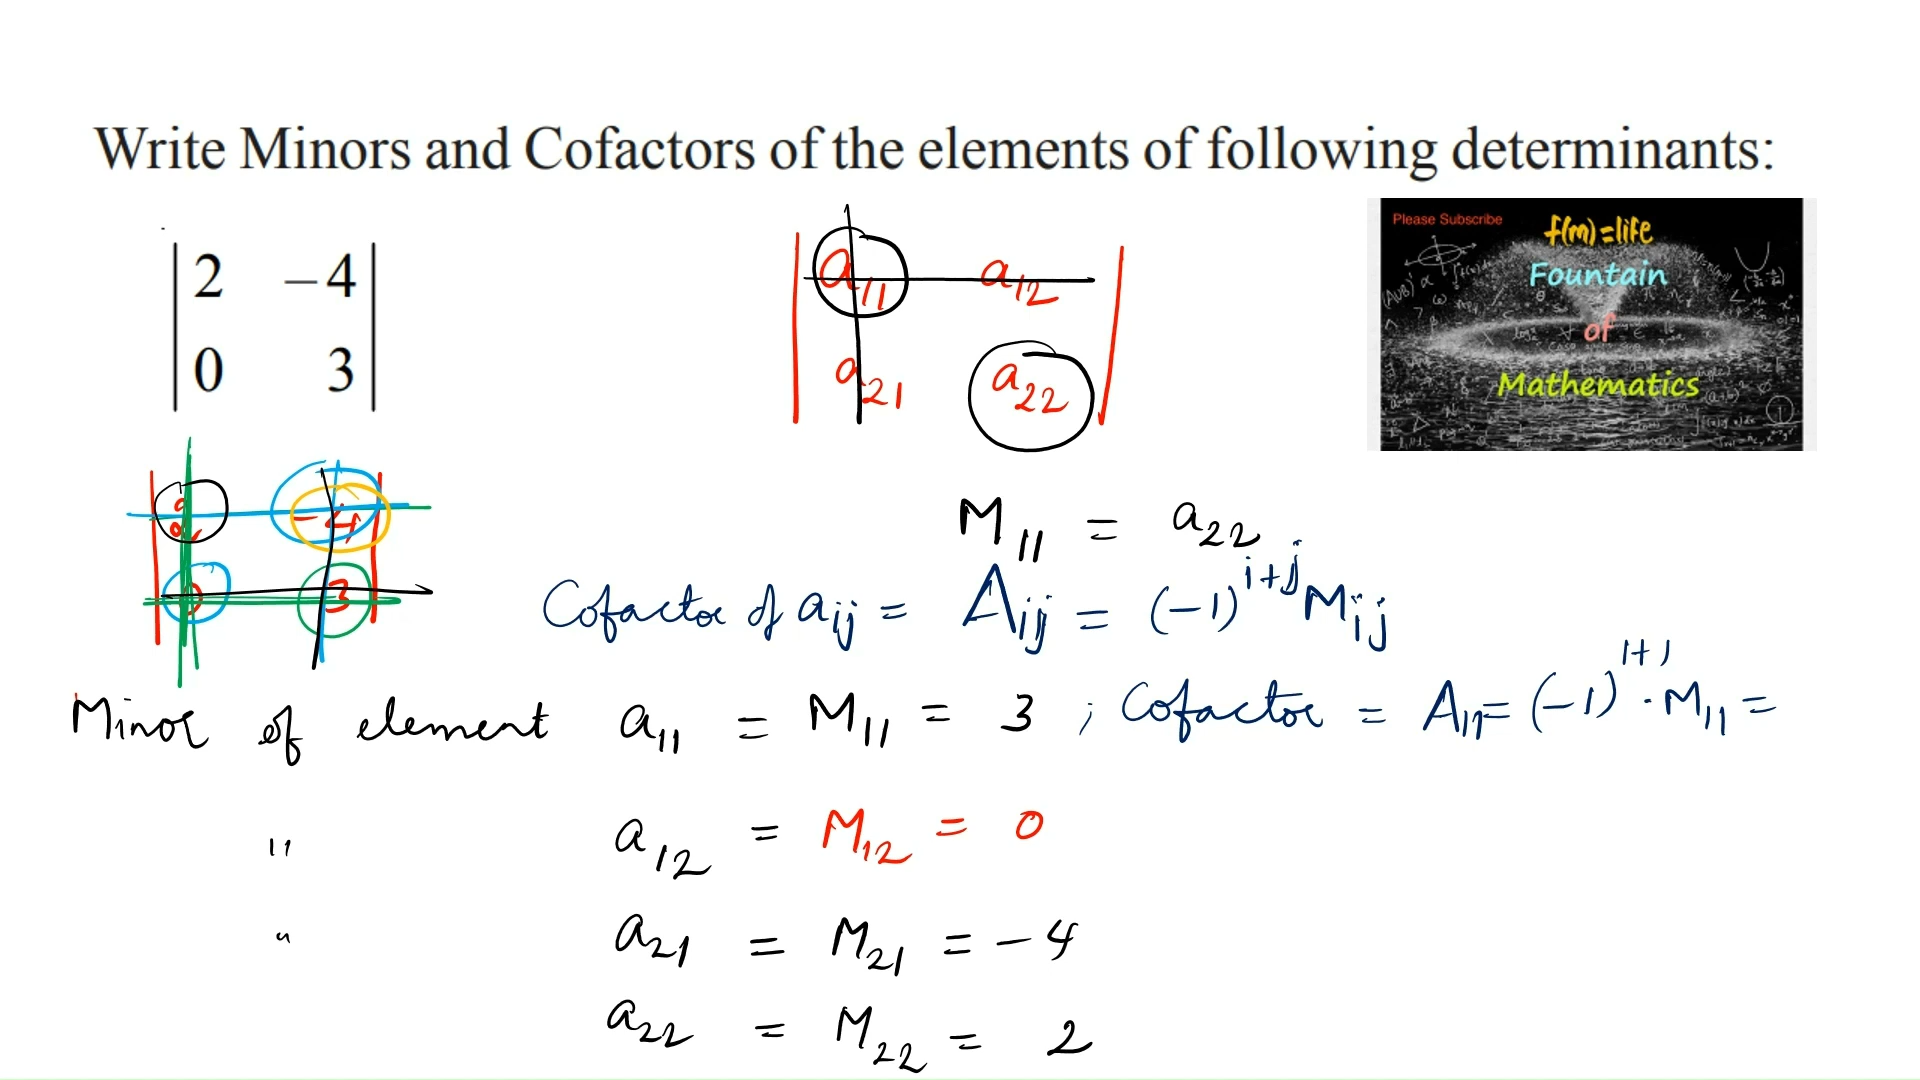 Write Minors and Cofactors of the elements of following determinants:
2 −4
0 3
a11 a12
a21 a22
Please Subscribe
f(m)=life
Fountain
of
Mathematics
-4
3
M11 = a22
Cofactor of aij = Aij = (-1)^i+j Mij
Minor of element a11 = M11 = 3 ; Cofactor = A11 = (-1)^1+1 . M11 =
" a12 = M12 = 0
" a21 = M21 = -4
a22 = M22 = 2